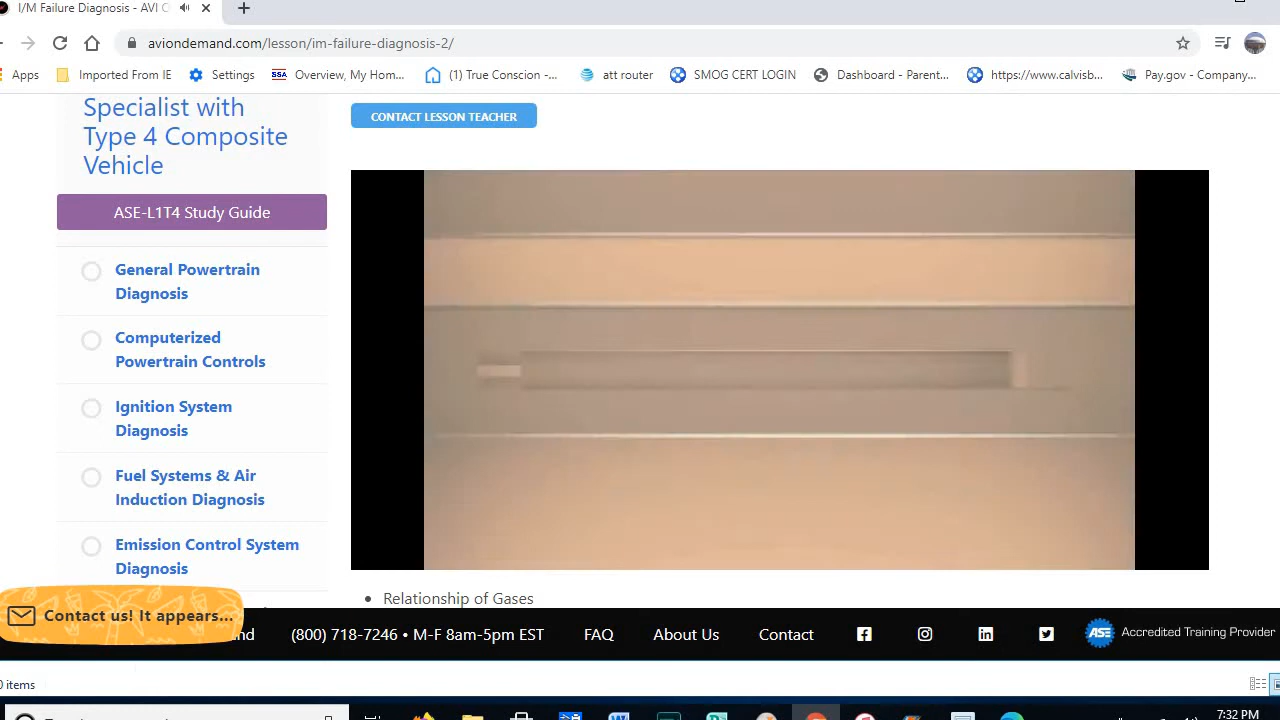 I/M Failure Diagnosis - AVI O
aviondemand.com/lesson/im-failure-diagnosis-2/
Apps Imported From IE Settings SSA Overview, My Hom... (1) True Conscion -... att router SMOG CERT LOGIN Dashboard - Parent... https://www.calvisb... Pay.gov - Company...
Specialist with
Type 4 Composite
Vehicle
CONTACT LESSON TEACHER
ASE-L1T4 Study Guide
General Powertrain
Diagnosis
Computerized
Powertrain Controls
Ignition System
Diagnosis
Fuel Systems & Air
Induction Diagnosis
Emission Control System
Diagnosis
• Relationship of Gases
Contact us! It appears...
nd (800) 718-7246 • M-F 8am-5pm EST FAQ About Us Contact ASE Accredited Training Provider
0 items
7:32 PM